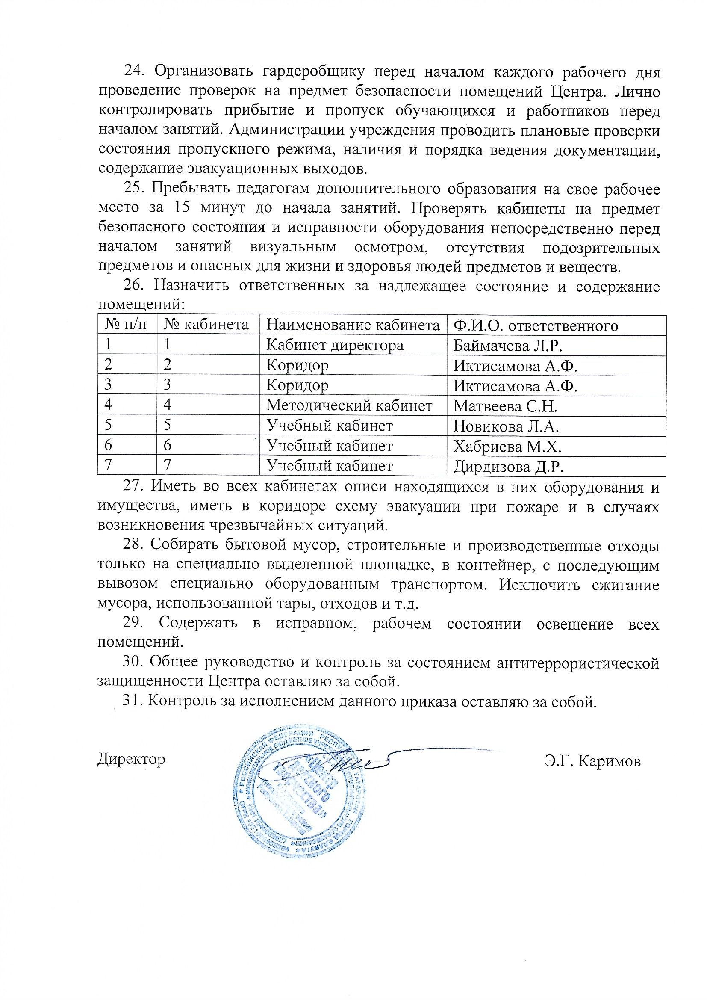 24. Организовать гардеробщику перед началом каждого рабочего дня
проведение проверок на предмет безопасности помещений Центра. Лично
контролировать прибытие и пропуск обучающихся и работников перед
началом занятий. Администрации учреждения проводить плановые проверки
состояния пропускного режима, наличия и порядка ведения документации,
содержание эвакуационных выходов.
25. Пребывать педагогам дополнительного образования на свое рабочее
место за 15 минут до начала занятий. Проверять кабинеты на предмет
безопасного состояния и исправности оборудования непосредственно перед
началом занятий визуальным осмотром, отсутствия подозрительных
предметов и опасных для жизни и здоровья людей предметов и веществ.
26. Назначить ответственных за надлежащее состояние и содержание
помещений:
№ п/п № кабинета Наименование кабинета Ф.И.О. ответственного
1 1 Кабинет директора Баймачева Л.Р.
2 2 Коридор Иктисамова А.Ф.
3 3 Коридор Иктисамова А.Ф.
4 4 Методический кабинет Матвеева С.Н.
5 5 Учебный кабинет Новикова Л.А.
6 6 Учебный кабинет Хабриева М.Х.
7 7 Учебный кабинет Дирдизова Д.Р.
27. Иметь во всех кабинетах описи находящихся в них оборудования и
имущества, иметь в коридоре схему эвакуации при пожаре и в случаях
возникновения чрезвычайных ситуаций.
28. Собирать бытовой мусор, строительные и производственные отходы
только на специально выделенной площадке, в контейнер, с последующим
вывозом специально оборудованным транспортом. Исключить сжигание
мусора, использованной тары, отходов и т.д.
29. Содержать в исправном, рабочем состоянии освещение всех
помещений.
30. Общее руководство и контроль за состоянием антитеррористической
защищенности Центра оставляю за собой.
31. Контроль за исполнением данного приказа оставляю за собой.
Директор Э.Г. Каримов
РОССИЙСКАЯ ФЕДЕРАЦИЯ
ГОРОД ЕЛАБУГА